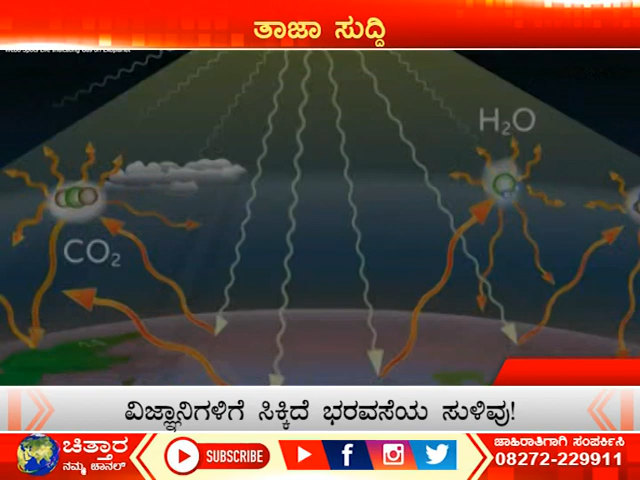 ತಾಜಾ ಸುದ್ದಿ
H₂O
CO₂
ವಿಜ್ಞಾನಿಗಳಿಗೆ ಸಿಕ್ಕಿದೆ ಭರವಸೆಯ ಸುಳಿವು!
ಚಿತ್ತಾರ
ನಮ್ಮ ಚಾನಲ್
SUBSCRIBE
ಜಾಹಿರಾತಿಗಾಗಿ ಸಂಪರ್ಕಿಸಿ
08272-229911